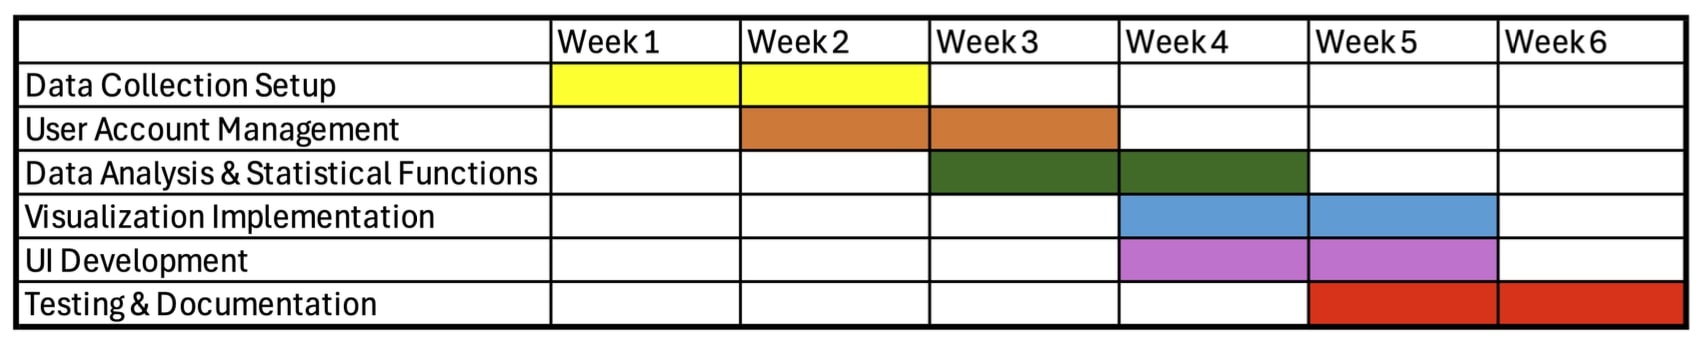 Week 1 Week 2 Week 3 Week 4 Week 5 Week 6
Data Collection Setup
User Account Management
Data Analysis & Statistical Functions
Visualization Implementation
UI Development
Testing & Documentation